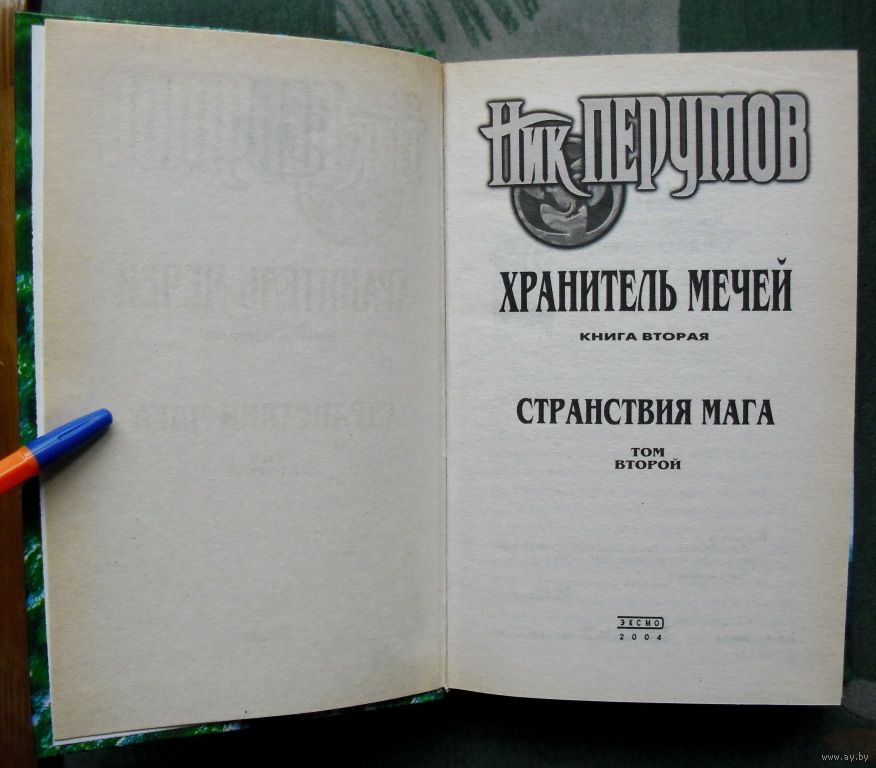 Ник ПЕРУМОВ
ХРАНИТЕЛЬ МЕЧЕЙ
КНИГА ВТОРАЯ
СТРАНСТВИЯ МАГА
ТОМ
ВТОРОЙ
ЭКСМО
2004
www.ay.by